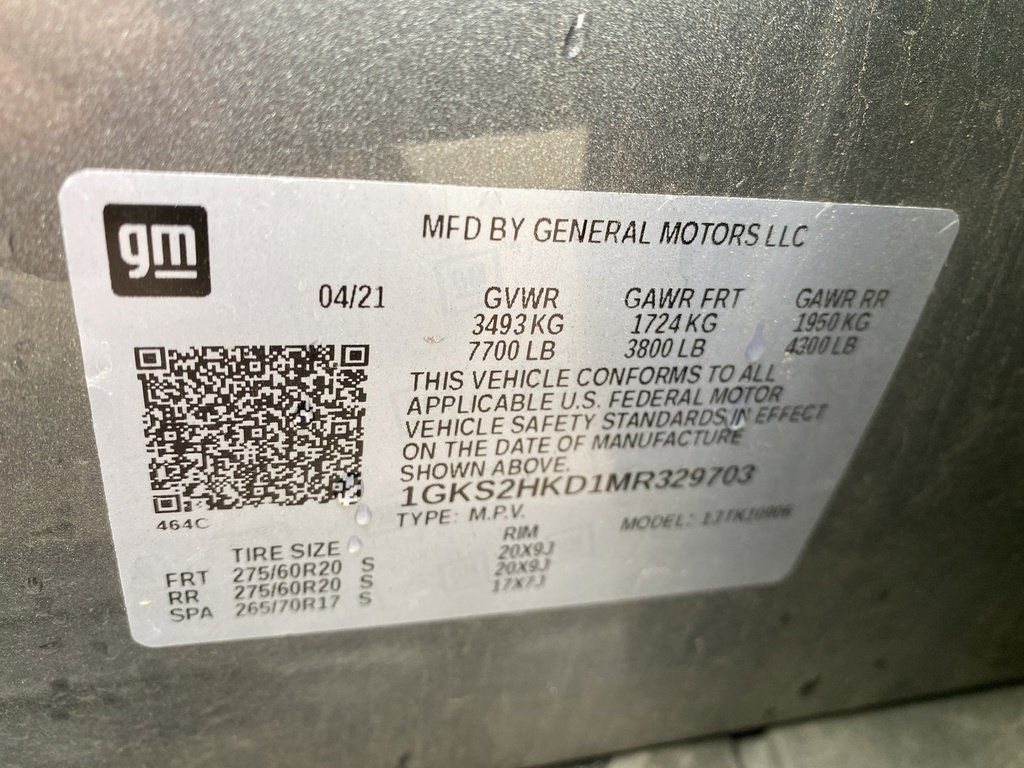 gm
MFD BY GENERAL MOTORS LLC
04/21 GVWR GAWR FRT GAWR RR
3493 KG 1724 KG 1950 KG
7700 LB 3800 LB 4300 LB
THIS VEHICLE CONFORMS TO ALL
APPLICABLE U.S. FEDERAL MOTOR
VEHICLE SAFETY STANDARDS IN EFFECT
ON THE DATE OF MANUFACTURE
SHOWN ABOVE.
1GKS2HKD1MR329703
464C TYPE: M.P.V. MODEL:
TIRE SIZE RIM
FRT 275/60R20 S 20X9J
RR 275/60R20 S 20X9J
SPA 265/70R17 S 17X7J